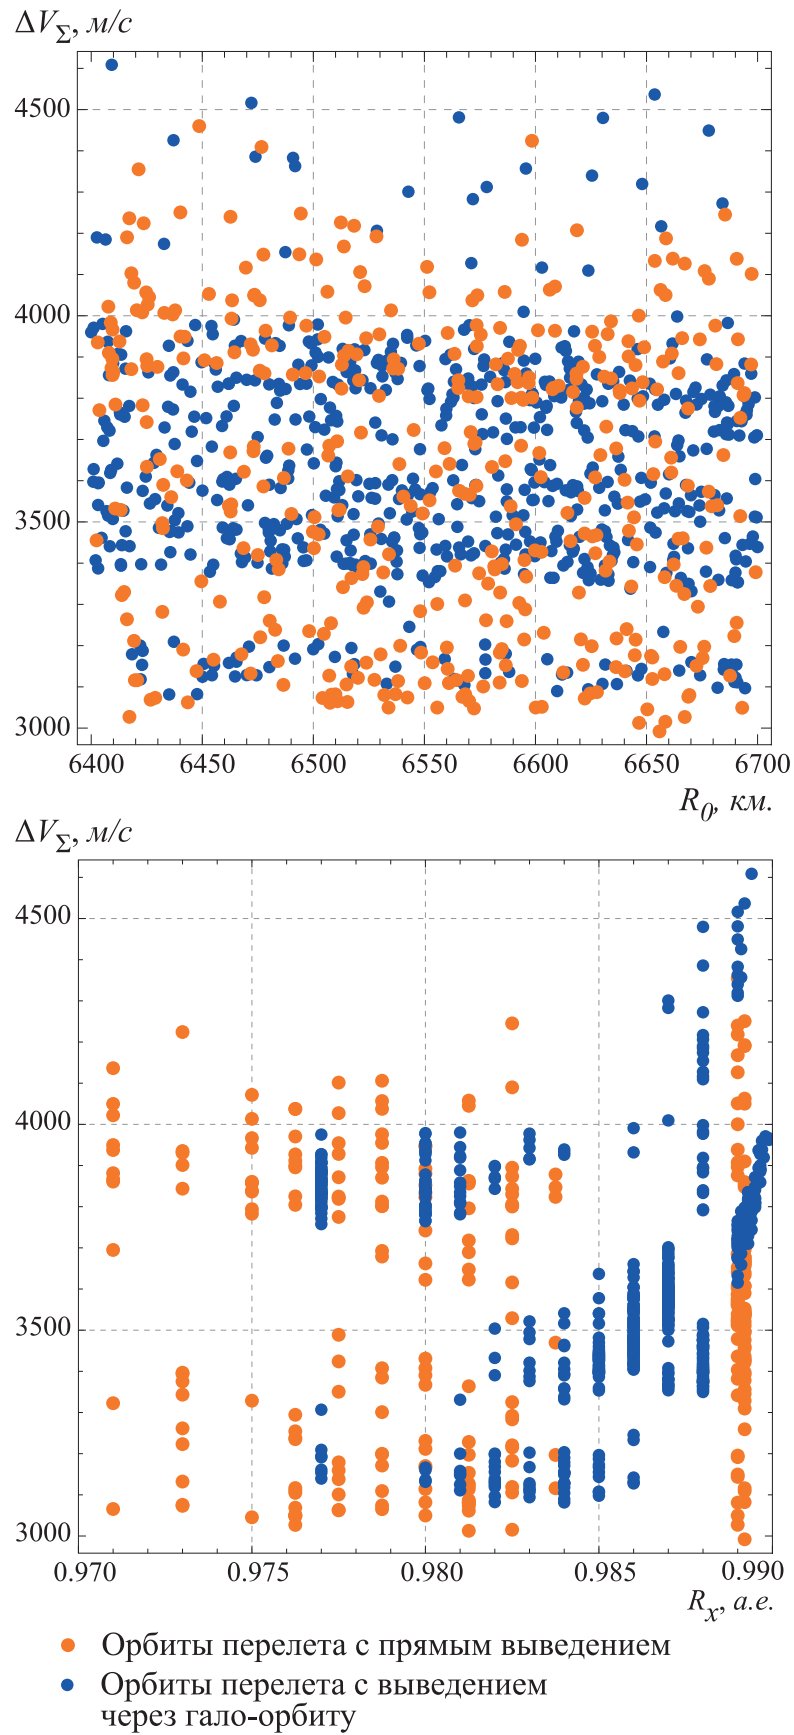 ΔV_Σ, м/с
4500
4000
3500
3000
6400 6450 6500 6550 6600 6650 6700
R_0, км.
ΔV_Σ, м/с
4500
4000
3500
3000
0.970 0.975 0.980 0.985 0.990
R_x, а.е.
Орбиты перелета с прямым выведением
Орбиты перелета с выведением
через гало-орбиту